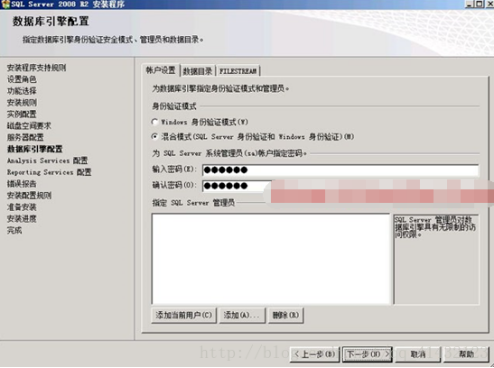 SQL Server 2008 R2 安装程序
数据库引擎配置
指定数据库引擎身份验证安全模式、管理员和数据目录。
安装程序支持规则
设置角色
功能选择
安装规则
实例配置
磁盘空间要求
服务器配置
数据库引擎配置
Analysis Services 配置
Reporting Services 配置
错误报告
安装配置规则
准备安装
安装进度
完成
帐户设置 数据目录 FILESTREAM
为数据库引擎指定身份验证模式和管理员。
身份验证模式
Windows 身份验证模式(W)
混合模式(SQL Server 身份验证和 Windows 身份验证)(M)
为 SQL Server 系统管理员(sa)帐户指定密码。
输入密码(E): ●●●●●●
确认密码(O): ●●●●●●
指定 SQL Server 管理员
SQL Server 管理员对数
据库引擎具有无限制的访
问权限。
添加当前用户(C) 添加(A)... 删除(R)
< 上一步(B) 下一步(N) > 取消 帮助